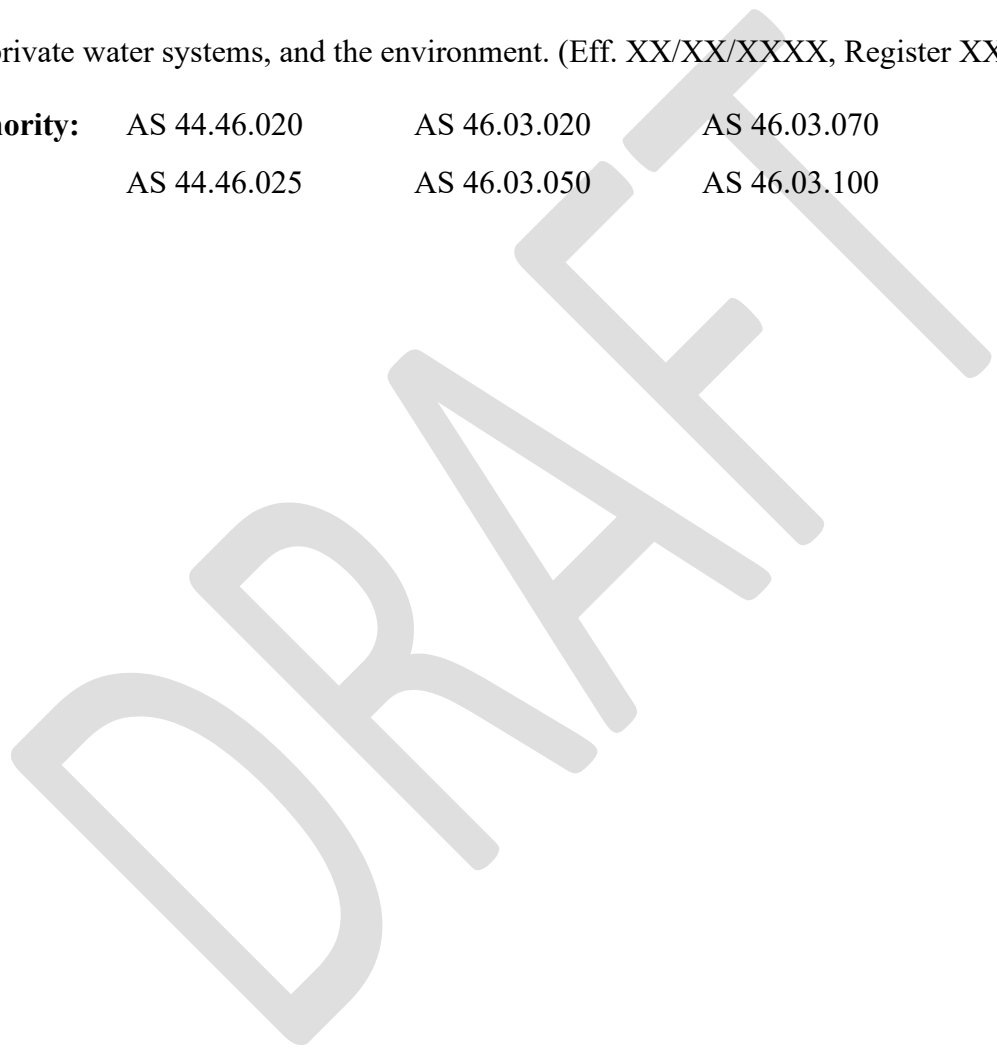 rivate water systems, and the environment. (Eff. XX/XX/XXXX, Register XX
ority: AS 44.46.020 AS 46.03.020 AS 46.03.070
AS 44.46.025 AS 46.03.050 AS 46.03.100
DRAFT